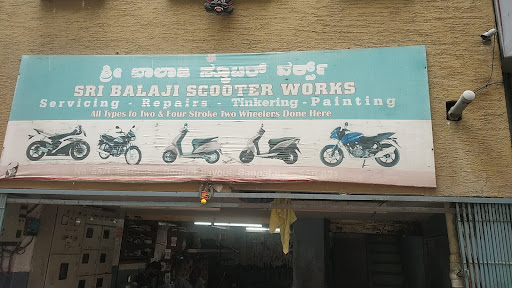 ಶ್ರೀ ಬಾಲಾಜಿ ಸ್ಕೂಟರ್ ವರ್ಕ್ಸ್
SRI BALAJI SCOOTER WORKS
Servicing - Repairs - Tinkering - Painting
All Types fo Two & Four Stroke Two Wheelers Done Here